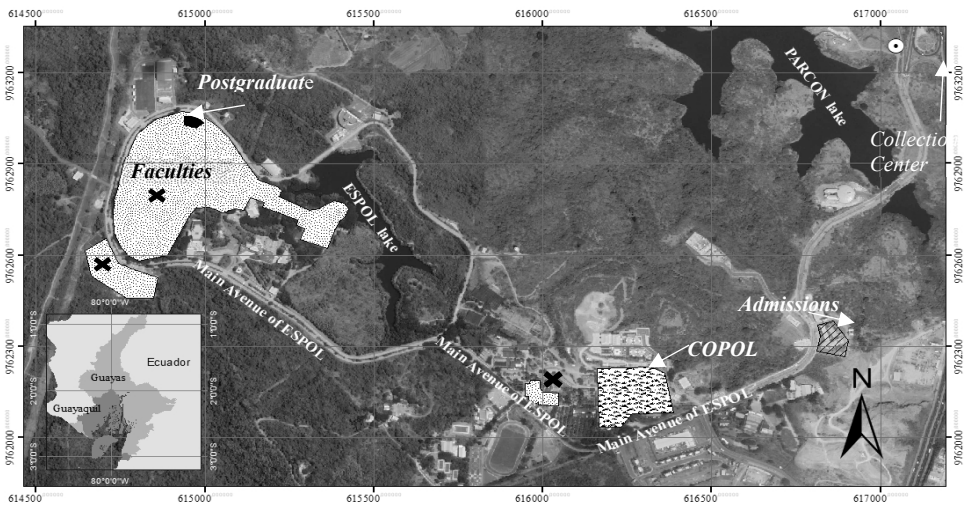 614500 615000 615500 616000 616500 617000
9763200
9763200
Postgraduate
PARCON lake
Collectio
Center
9762900
9762900
Faculties
ESPOL lake
9762600
9762600
Main Avenue of ESPOL
Admissions
80°0'0"W
1°0'0"S
1°0'0"S
Ecuador
9762300
9762300
Main Avenue of ESPOL
COPOL
Guayas
2°0'0"S
2°0'0"S
N
Guayaquil
Main Avenue of ESPOL
9762000
9762000
3°0'0"S
3°0'0"S
80°0'0"W
614500 615000 615500 616000 616500 617000